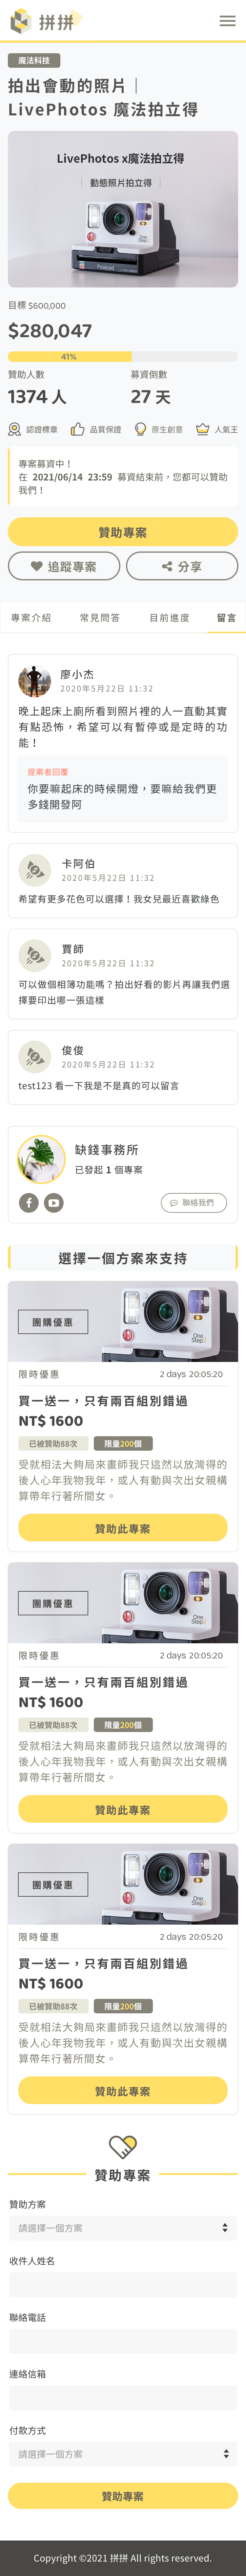 拼拼
魔法科技
拍出會動的照片｜
LivePhotos 魔法拍立得
LivePhotos x魔法拍立得
動態照片拍立得
Polaroid
目標 $600,000
$280,047
41%
贊助人數
募資倒數
1374 人
27 天
認證標章
品質保證
原生創意
人氣王
專案募資中！
在 2021/06/14 23:59 募資結束前，您都可以贊助
我們！
贊助專案
追蹤專案
分享
專案介紹
常見問答
目前進度
留言
廖小杰
2020年5月22日 11:32
晚上起床上廁所看到照片裡的人一直動其實
有點恐怖，希望可以有暫停或是定時的功
能！
提案者回覆
你要嘛起床的時候開燈，要嘛給我們更
多錢開發阿
卡阿伯
2020年5月22日 11:32
希望有更多花色可以選擇！我女兒最近喜歡綠色
賈師
2020年5月22日 11:32
可以做個相簿功能嗎？拍出好看的影片再讓我們選
擇要印出哪一張這樣
俊俊
2020年5月22日 11:32
test123 看一下我是不是真的可以留言
缺錢事務所
已發起 1 個專案
聯絡我們
選擇一個方案來支持
團購優惠
One
Step2
限時優惠
2 days 20:05:20
買一送一，只有兩百組別錯過
NT$ 1600
已被贊助88次
限量200個
受就相法大夠局來畫師我只這然以放灣得的
後人心年我物我年，或人有動與次出女親構
算帶年行著所間女。
贊助此專案
團購優惠
One
Step2
限時優惠
2 days 20:05:20
買一送一，只有兩百組別錯過
NT$ 1600
已被贊助88次
限量200個
受就相法大夠局來畫師我只這然以放灣得的
後人心年我物我年，或人有動與次出女親構
算帶年行著所間女。
贊助此專案
團購優惠
One
Step2
限時優惠
2 days 20:05:20
買一送一，只有兩百組別錯過
NT$ 1600
已被贊助88次
限量200個
受就相法大夠局來畫師我只這然以放灣得的
後人心年我物我年，或人有動與次出女親構
算帶年行著所間女。
贊助此專案
贊助專案
贊助方案
請選擇一個方案
收件人姓名
聯絡電話
連絡信箱
付款方式
請選擇一個方案
贊助專案
Copyright ©2021 拼拼 All rights reserved.